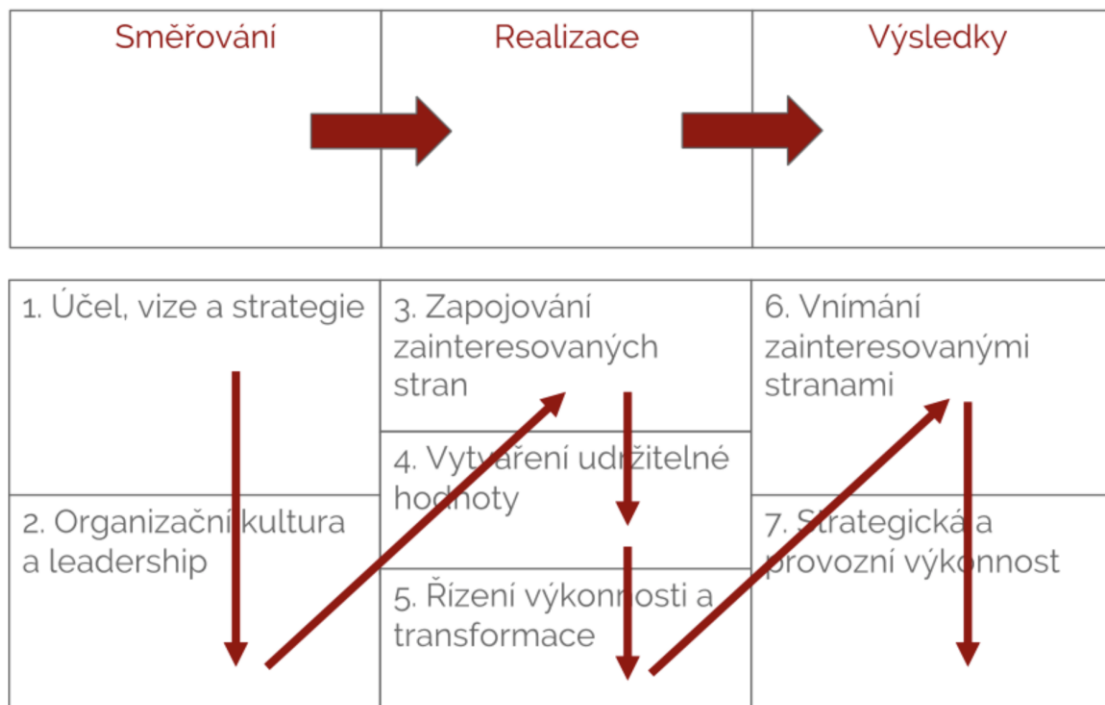 Směřování
Realizace
Výsledky
1. Účel, vize a strategie
2. Organizační kultura
a leadership
3. Zapojování
zainteresovaných
stran
4. Vytváření udržitelné
hodnoty
5. Řízení výkonnosti a
transformace
6. Vnímání
zainteresovanými
stranami
7. Strategická a
provozní výkonnost